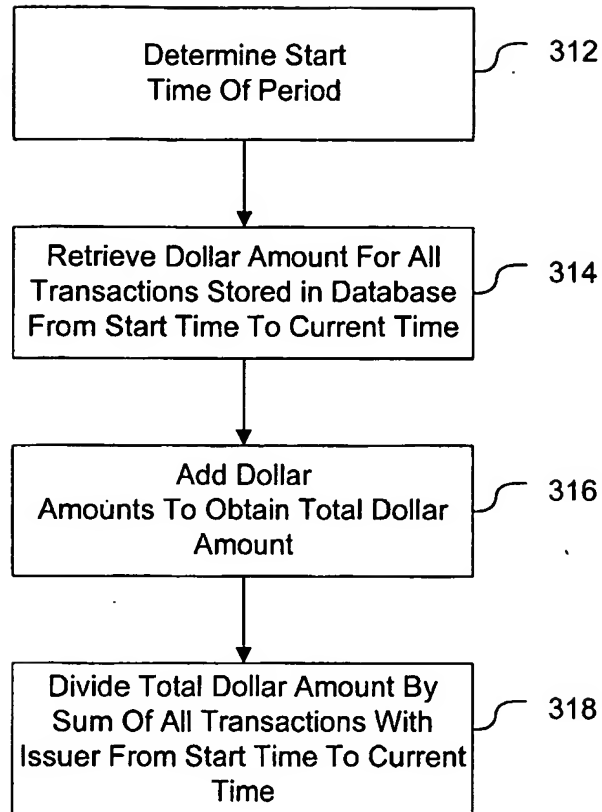 Determine Start
Time Of Period
312
Retrieve Dollar Amount For All
Transactions Stored in Database
From Start Time To Current Time
314
Add Dollar
Amounts To Obtain Total Dollar
Amount
316
Divide Total Dollar Amount By
Sum Of All Transactions With
Issuer From Start Time To Current
Time
318